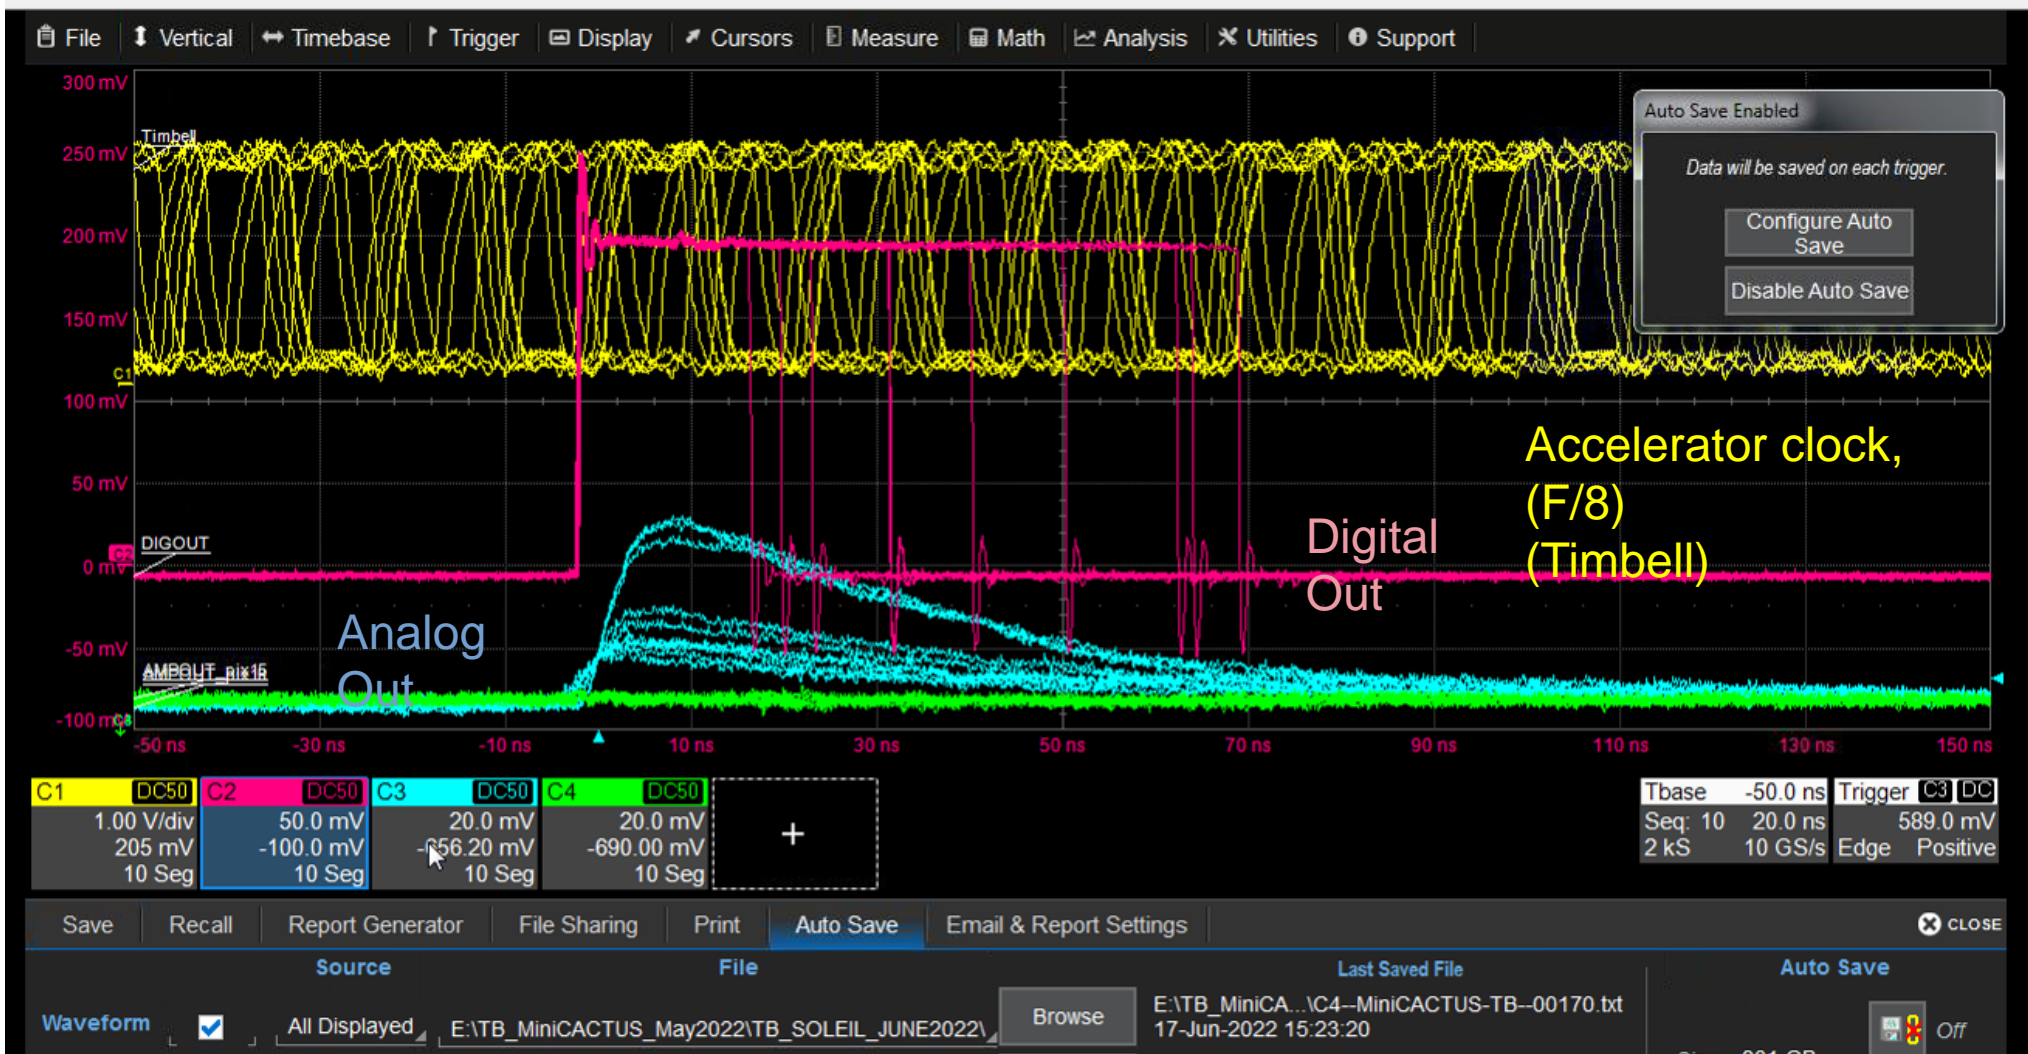 File Vertical Timebase Trigger Display Cursors Measure Math Analysis Utilities Support
300 mV
250 mV
200 mV
150 mV
100 mV
50 mV
0 mV
-50 mV
-100 mV
Timbell
C1
C2
DIGOUT
Analog
Out
Digital
Out
Accelerator clock,
(F/8)
(Timbell)
-50 ns -30 ns -10 ns 10 ns 30 ns 50 ns 70 ns 90 ns 110 ns 130 ns 150 ns
Auto Save Enabled
Data will be saved on each trigger.
Configure Auto
Save
Disable Auto Save
C1 DC50
1.00 V/div
205 mV
10 Seg
C2 DC50
50.0 mV
-100.0 mV
10 Seg
C3 DC50
20.0 mV
10 Seg
C4 DC50
20.0 mV
-690.00 mV
10 Seg
+
Tbase -50.0 ns
Seq: 10 20.0 ns
2 kS 10 GS/s
Trigger C3 DC
589.0 mV
Edge Positive
Save Recall Report Generator File Sharing Print Auto Save Email & Report Settings CLOSE
Source File Last Saved File Auto Save
Waveform All Displayed E:\TB_MiniCACTUS_May2022\TB_SOLEIL_JUNE2022\ Browse
E:\TB_MiniCA...\C4--MiniCACTUS-TB--00170.txt
17-Jun-2022 15:23:20
Off